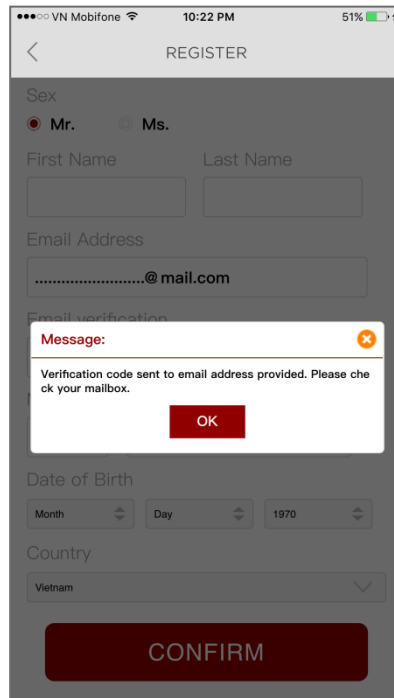 VN Mobifone 10:22 PM 51%
REGISTER
Sex
Mr. Ms.
First Name Last Name
Email Address
.........................@mail.com
Email verification
Message:
Verification code sent to email address provided. Please che
ck your mailbox.
OK
Date of Birth
Month Day 1970
Country
Vietnam
CONFIRM